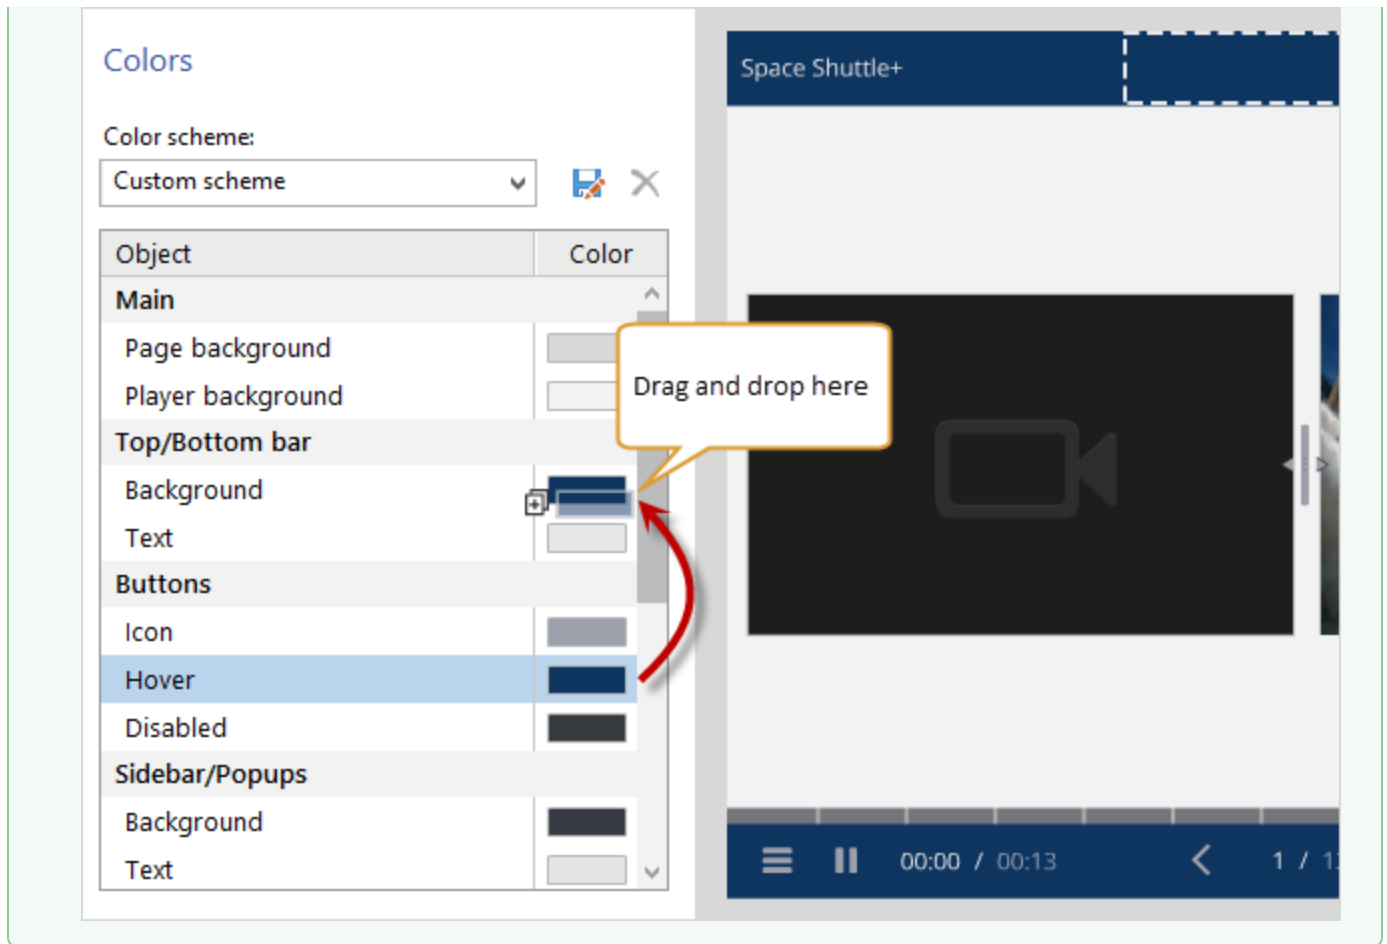 Colors
Color scheme:
Custom scheme
Object Color
Main
Page background
Player background
Top/Bottom bar
Background
Text
Buttons
Icon
Hover
Disabled
Sidebar/Popups
Background
Text
Drag and drop here
Space Shuttle+
00:00 / 00:13
1 /